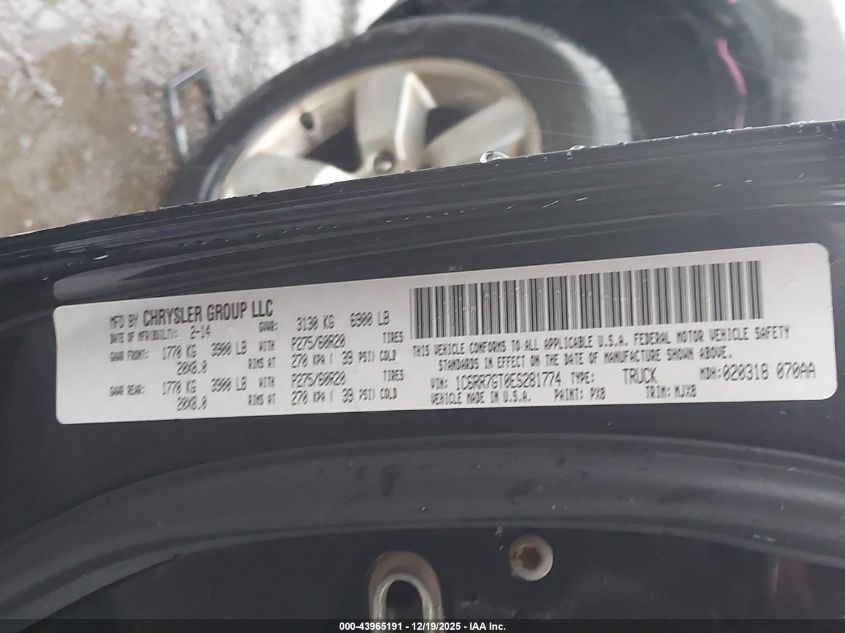 MFD BY CHRYSLER GROUP LLC
DATE OF MFR(BUILT): 2-14 GVWR: 3130 KG 6900 LB
GAWR FRONT: 1770 KG 3900 LB WITH P275/60R20 TIRES
20X8.0 RIMS AT 270 KPA ( 39 PSI) COLD
GAWR REAR: 1770 KG 3900 LB WITH P275/60R20 TIRES
20X8.0 RIMS AT 270 KPA ( 39 PSI) COLD
THIS VEHICLE CONFORMS TO ALL APPLICABLE U.S.A. FEDERAL MOTOR VEHICLE SAFETY
STANDARDS IN EFFECT ON THE DATE OF MANUFACTURE SHOWN ABOVE.
VIN: 1C6RR7GT0ES281774 TYPE: TRUCK MDH: 020318 070AA
VEHICLE MADE IN U.S.A. PAINT: PX8 TRIM: MJX8
000-43965191 - 12/19/2025 - IAA Inc.